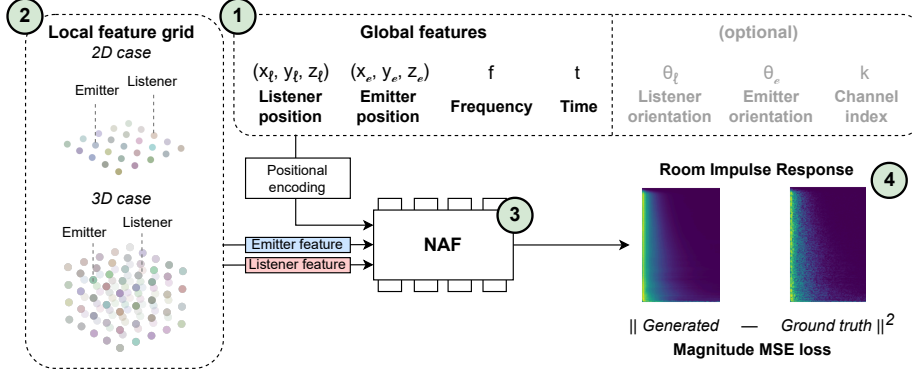 2
Local feature grid
2D case
Emitter
Listener
3D case
Emitter
Listener
1
Global features
(xℓ, yℓ, zℓ)
Listener
position
(xₑ, yₑ, zₑ)
Emitter
position
f
Frequency
t
Time
(optional)
θℓ
Listener
orientation
θₑ
Emitter
orientation
k
Channel
index
Positional
encoding
Emitter feature
Listener feature
3
NAF
4
Room Impulse Response
|| Generated — Ground truth ||²
Magnitude MSE loss